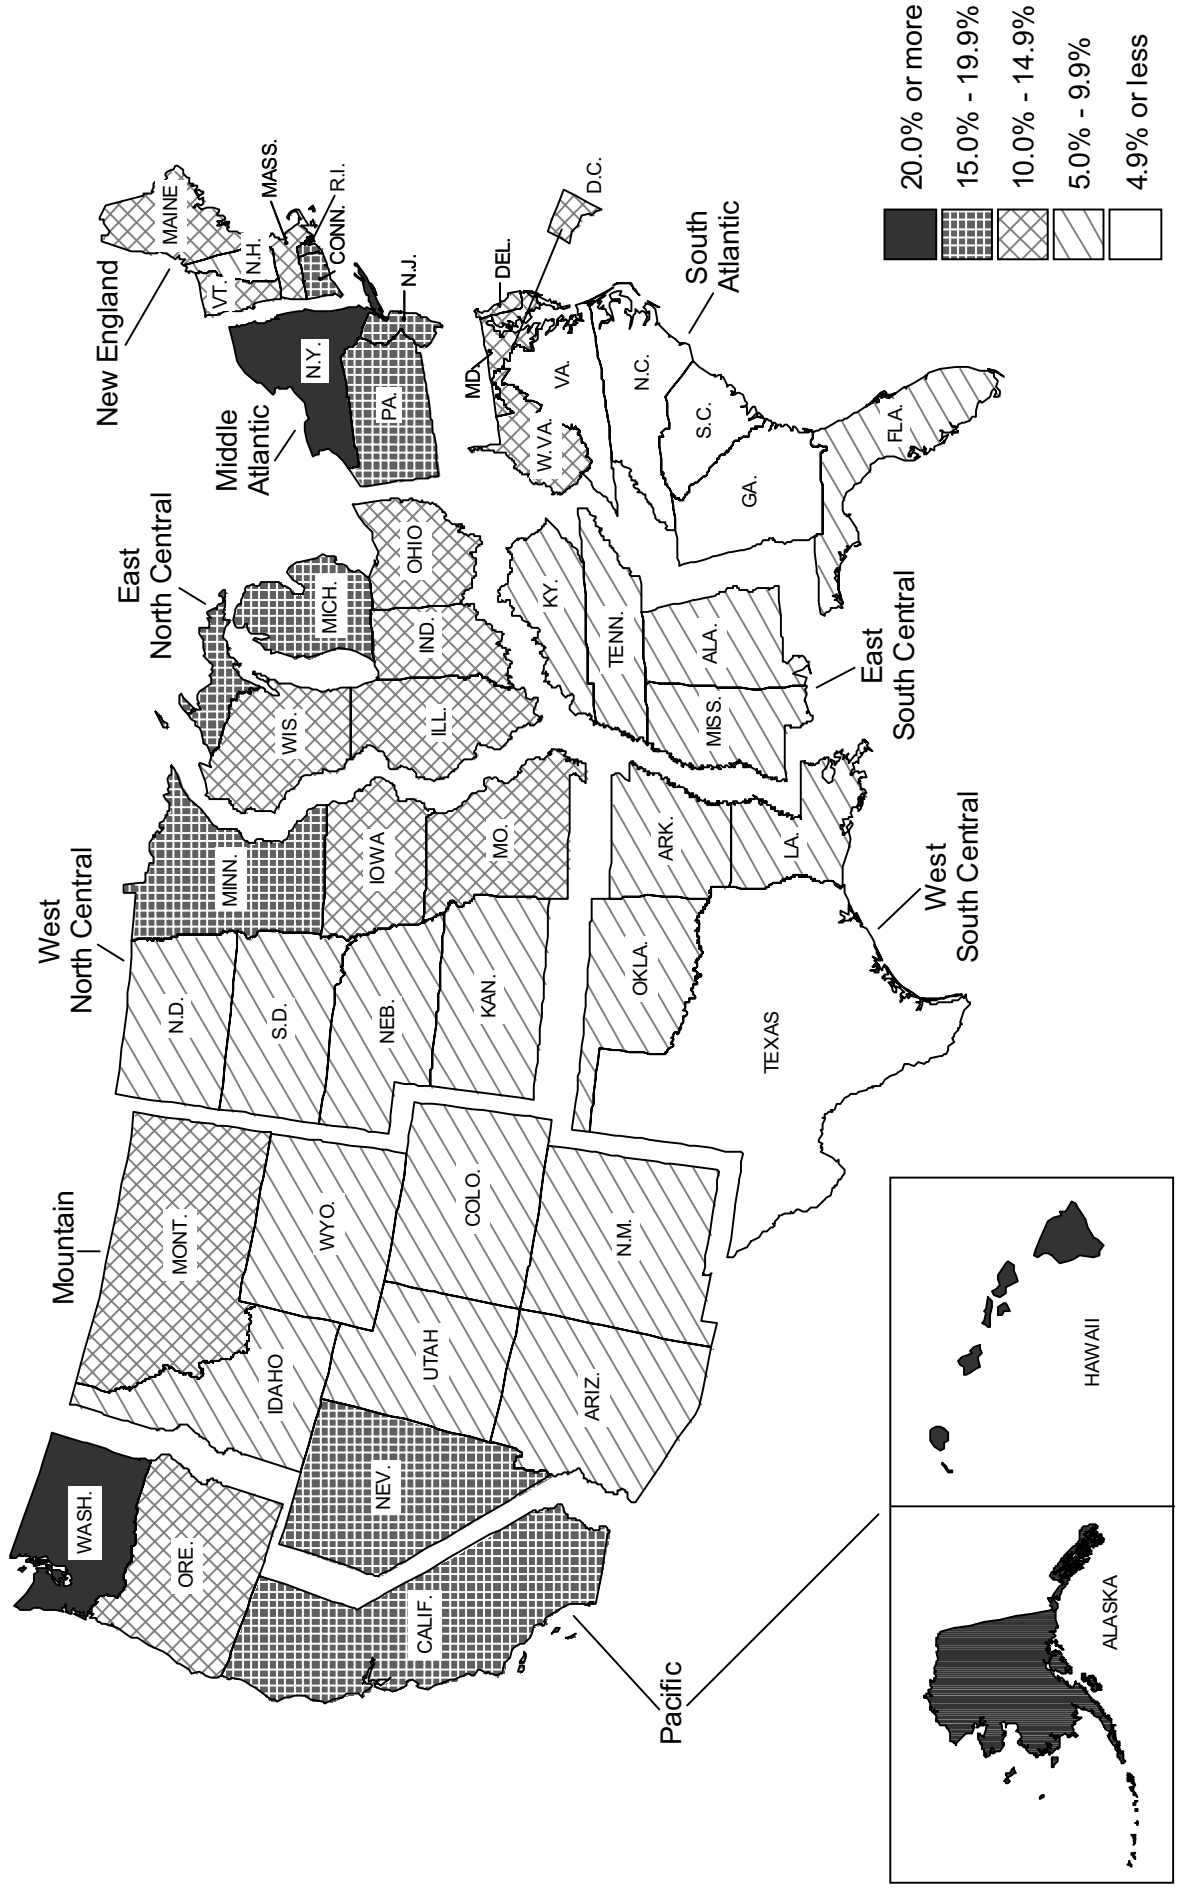 New England
MAINE
N.H.
VT.
MASS.
R.I.
CONN.
Middle
Atlantic
N.Y.
N.J.
PA.
East
North Central
MICH.
OHIO
IND.
WIS.
ILL.
South
Atlantic
DEL.
D.C.
MD.
W.VA.
VA.
N.C.
S.C.
GA.
FLA.
East
South Central
KY.
TENN.
ALA.
MISS.
West
North Central
MINN.
IOWA
MO.
N.D.
S.D.
NEB.
KAN.
West
South Central
ARK.
LA.
OKLA.
TEXAS
Mountain
MONT.
WYO.
COLO.
N.M.
IDAHO
UTAH
ARIZ.
NEV.
Pacific
WASH.
ORE.
CALIF.
ALASKA
HAWAII
20.0% or more
15.0% - 19.9%
10.0% - 14.9%
5.0% - 9.9%
4.9% or less